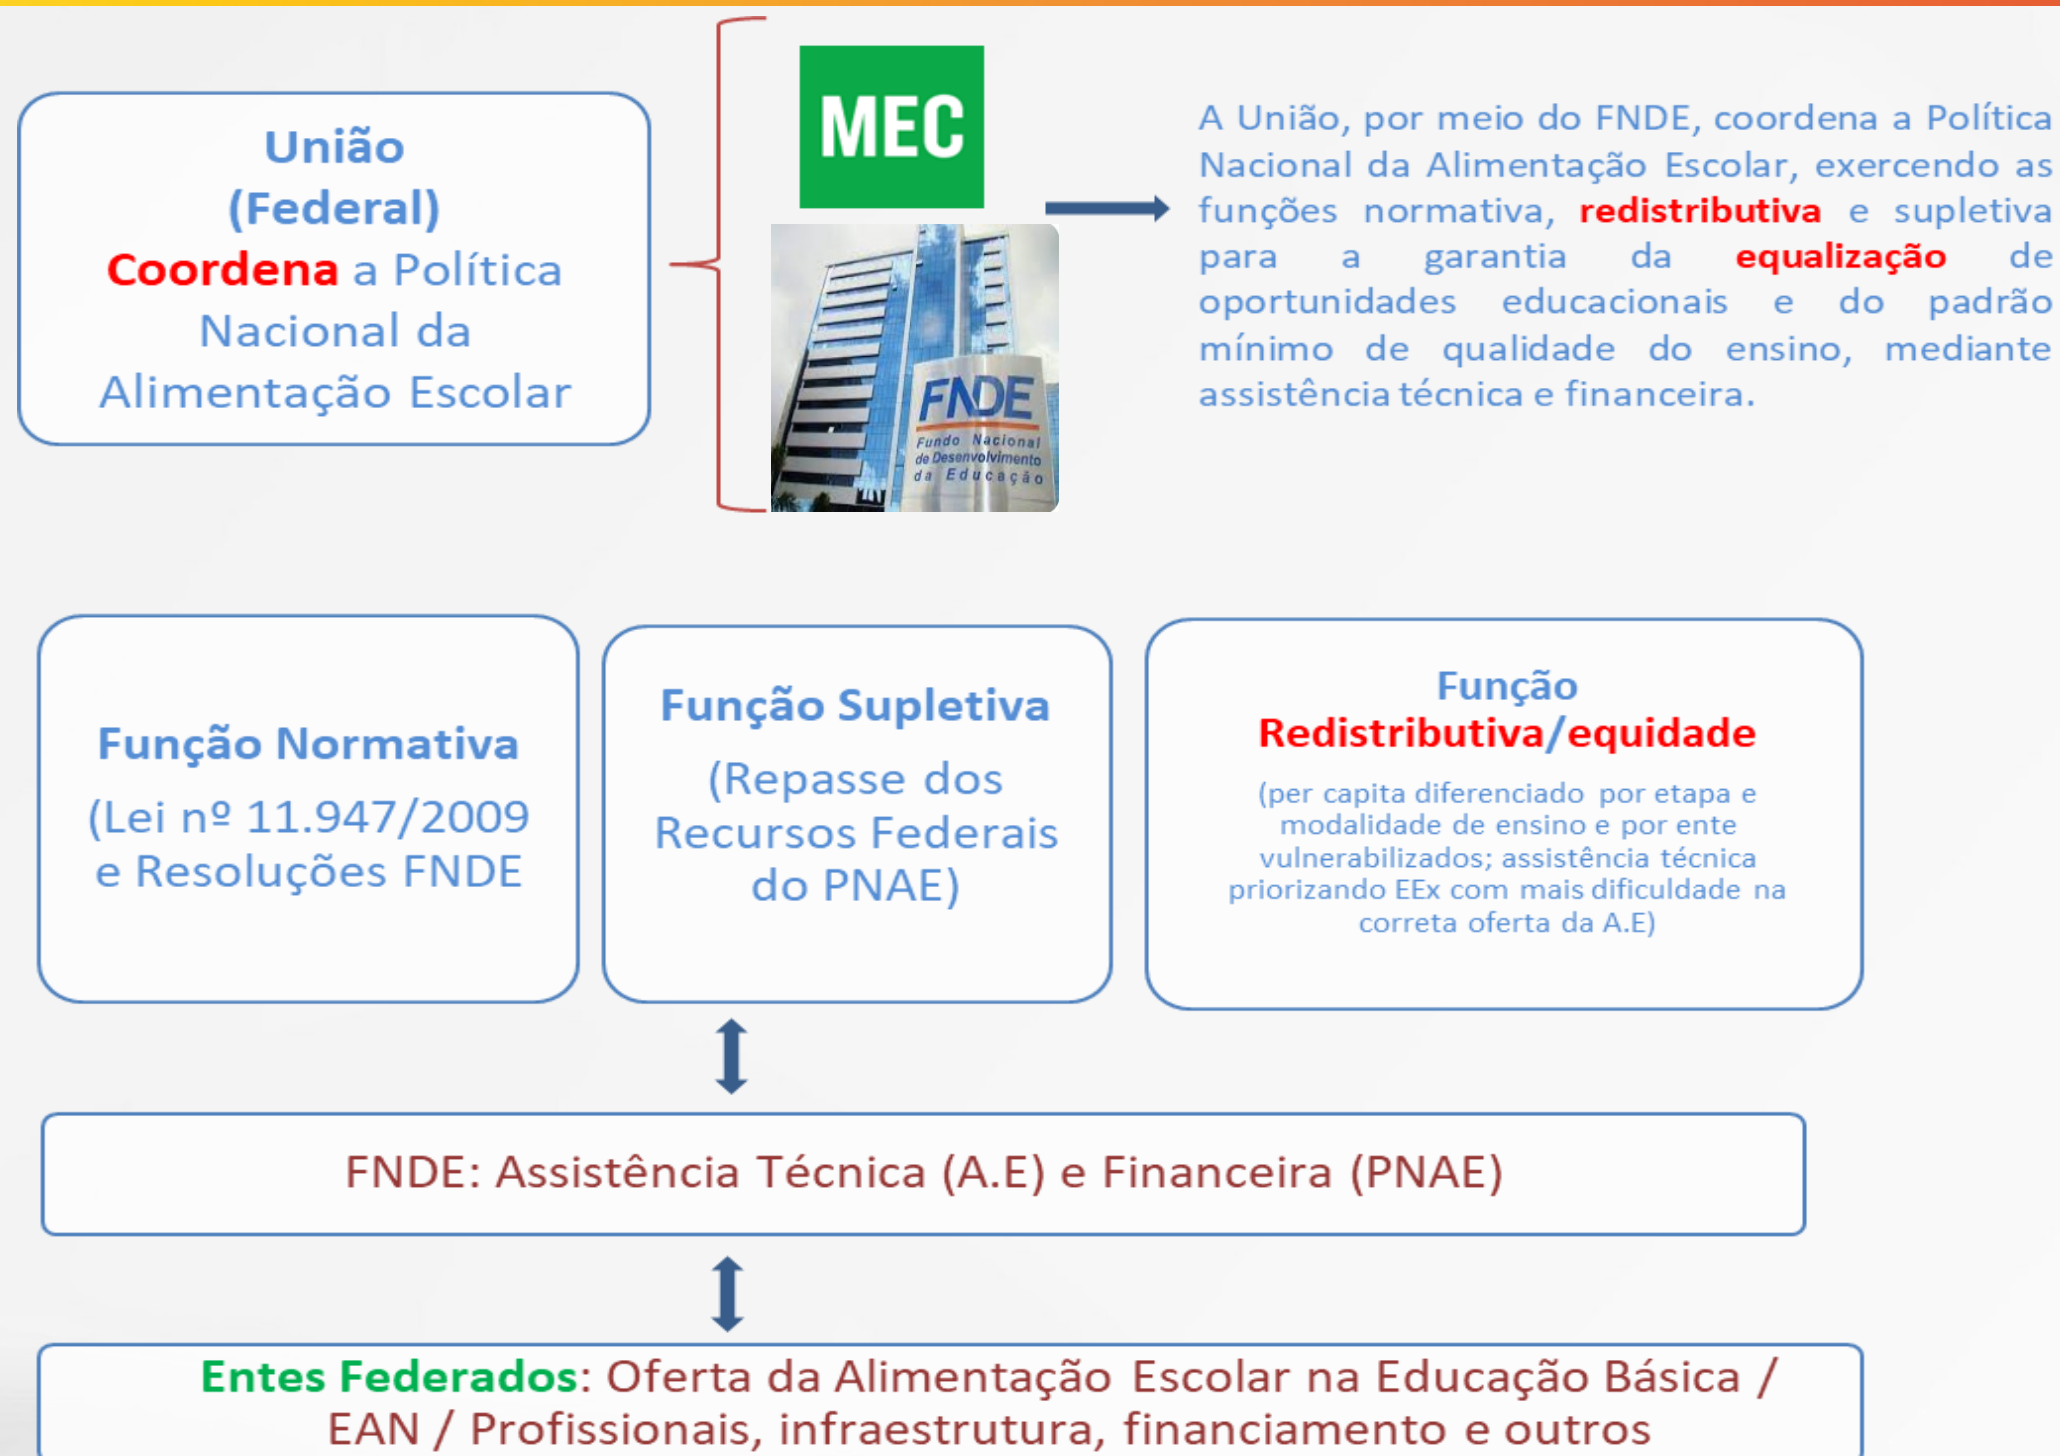 União
(Federal)
Coordena a Política
Nacional da
Alimentação Escolar
MEC
FNDE
Fundo Nacional
de Desenvolvimento
da Educação
A União, por meio do FNDE, coordena a Política
Nacional da Alimentação Escolar, exercendo as
funções normativa, redistributiva e supletiva
para a garantia da equalização de
oportunidades educacionais e do padrão
mínimo de qualidade do ensino, mediante
assistência técnica e financeira.
Função Normativa
(Lei nº 11.947/2009
e Resoluções FNDE
Função Supletiva
(Repasse dos
Recursos Federais
do PNAE)
Função
Redistributiva/equidade
(per capita diferenciado por etapa e
modalidade de ensino e por ente
vulnerabilizados; assistência técnica
priorizando EEx com mais dificuldade na
correta oferta da A.E)
FNDE: Assistência Técnica (A.E) e Financeira (PNAE)
Entes Federados: Oferta da Alimentação Escolar na Educação Básica /
EAN / Profissionais, infraestrutura, financiamento e outros